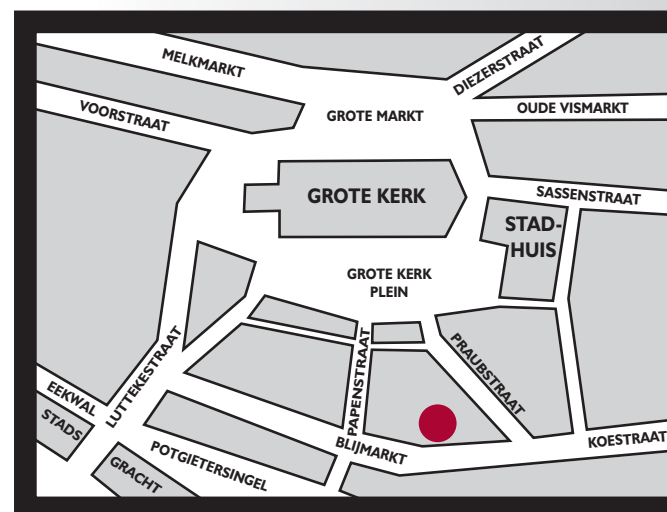 MELKMARKT
DIEZERSTRAAT
VOORSTRAAT
GROTE MARKT
OUDE VISMARKT
GROTE KERK
SASSENSTRAAT
STAD-
HUIS
GROTE KERK
PLEIN
LUTTEKESTRAAT
PAPENSTRAAT
PRAUBSTRAAT
EEKWAL
STADS
GRACHT
POTGIETERSINGEL
BLIJMARKT
KOESTRAAT